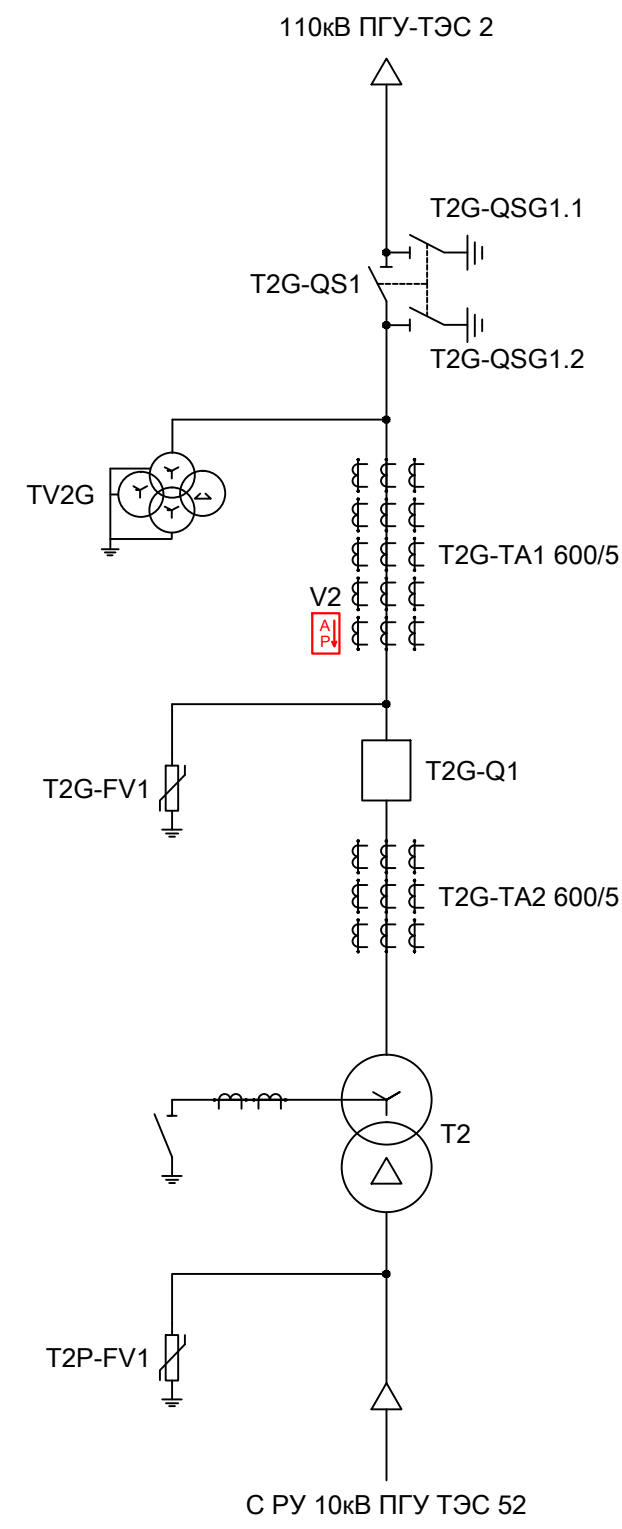 110кВ ПГУ-ТЭС 2
T2G-QSG1.1
T2G-QS1
T2G-QSG1.2
TV2G
T2G-TA1 600/5
V2
A
P
T2G-FV1
T2G-Q1
T2G-TA2 600/5
T2
T2P-FV1
С РУ 10кВ ПГУ ТЭС 52